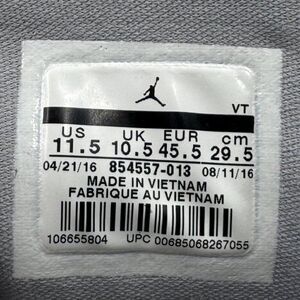 VT
US UK EUR cm
11.5 10.5 45.5 29.5
04/21/16 854557-013 08/11/16
MADE IN VIETNAM
FABRIQUE AU VIETNAM
106655804 UPC 00685068267055